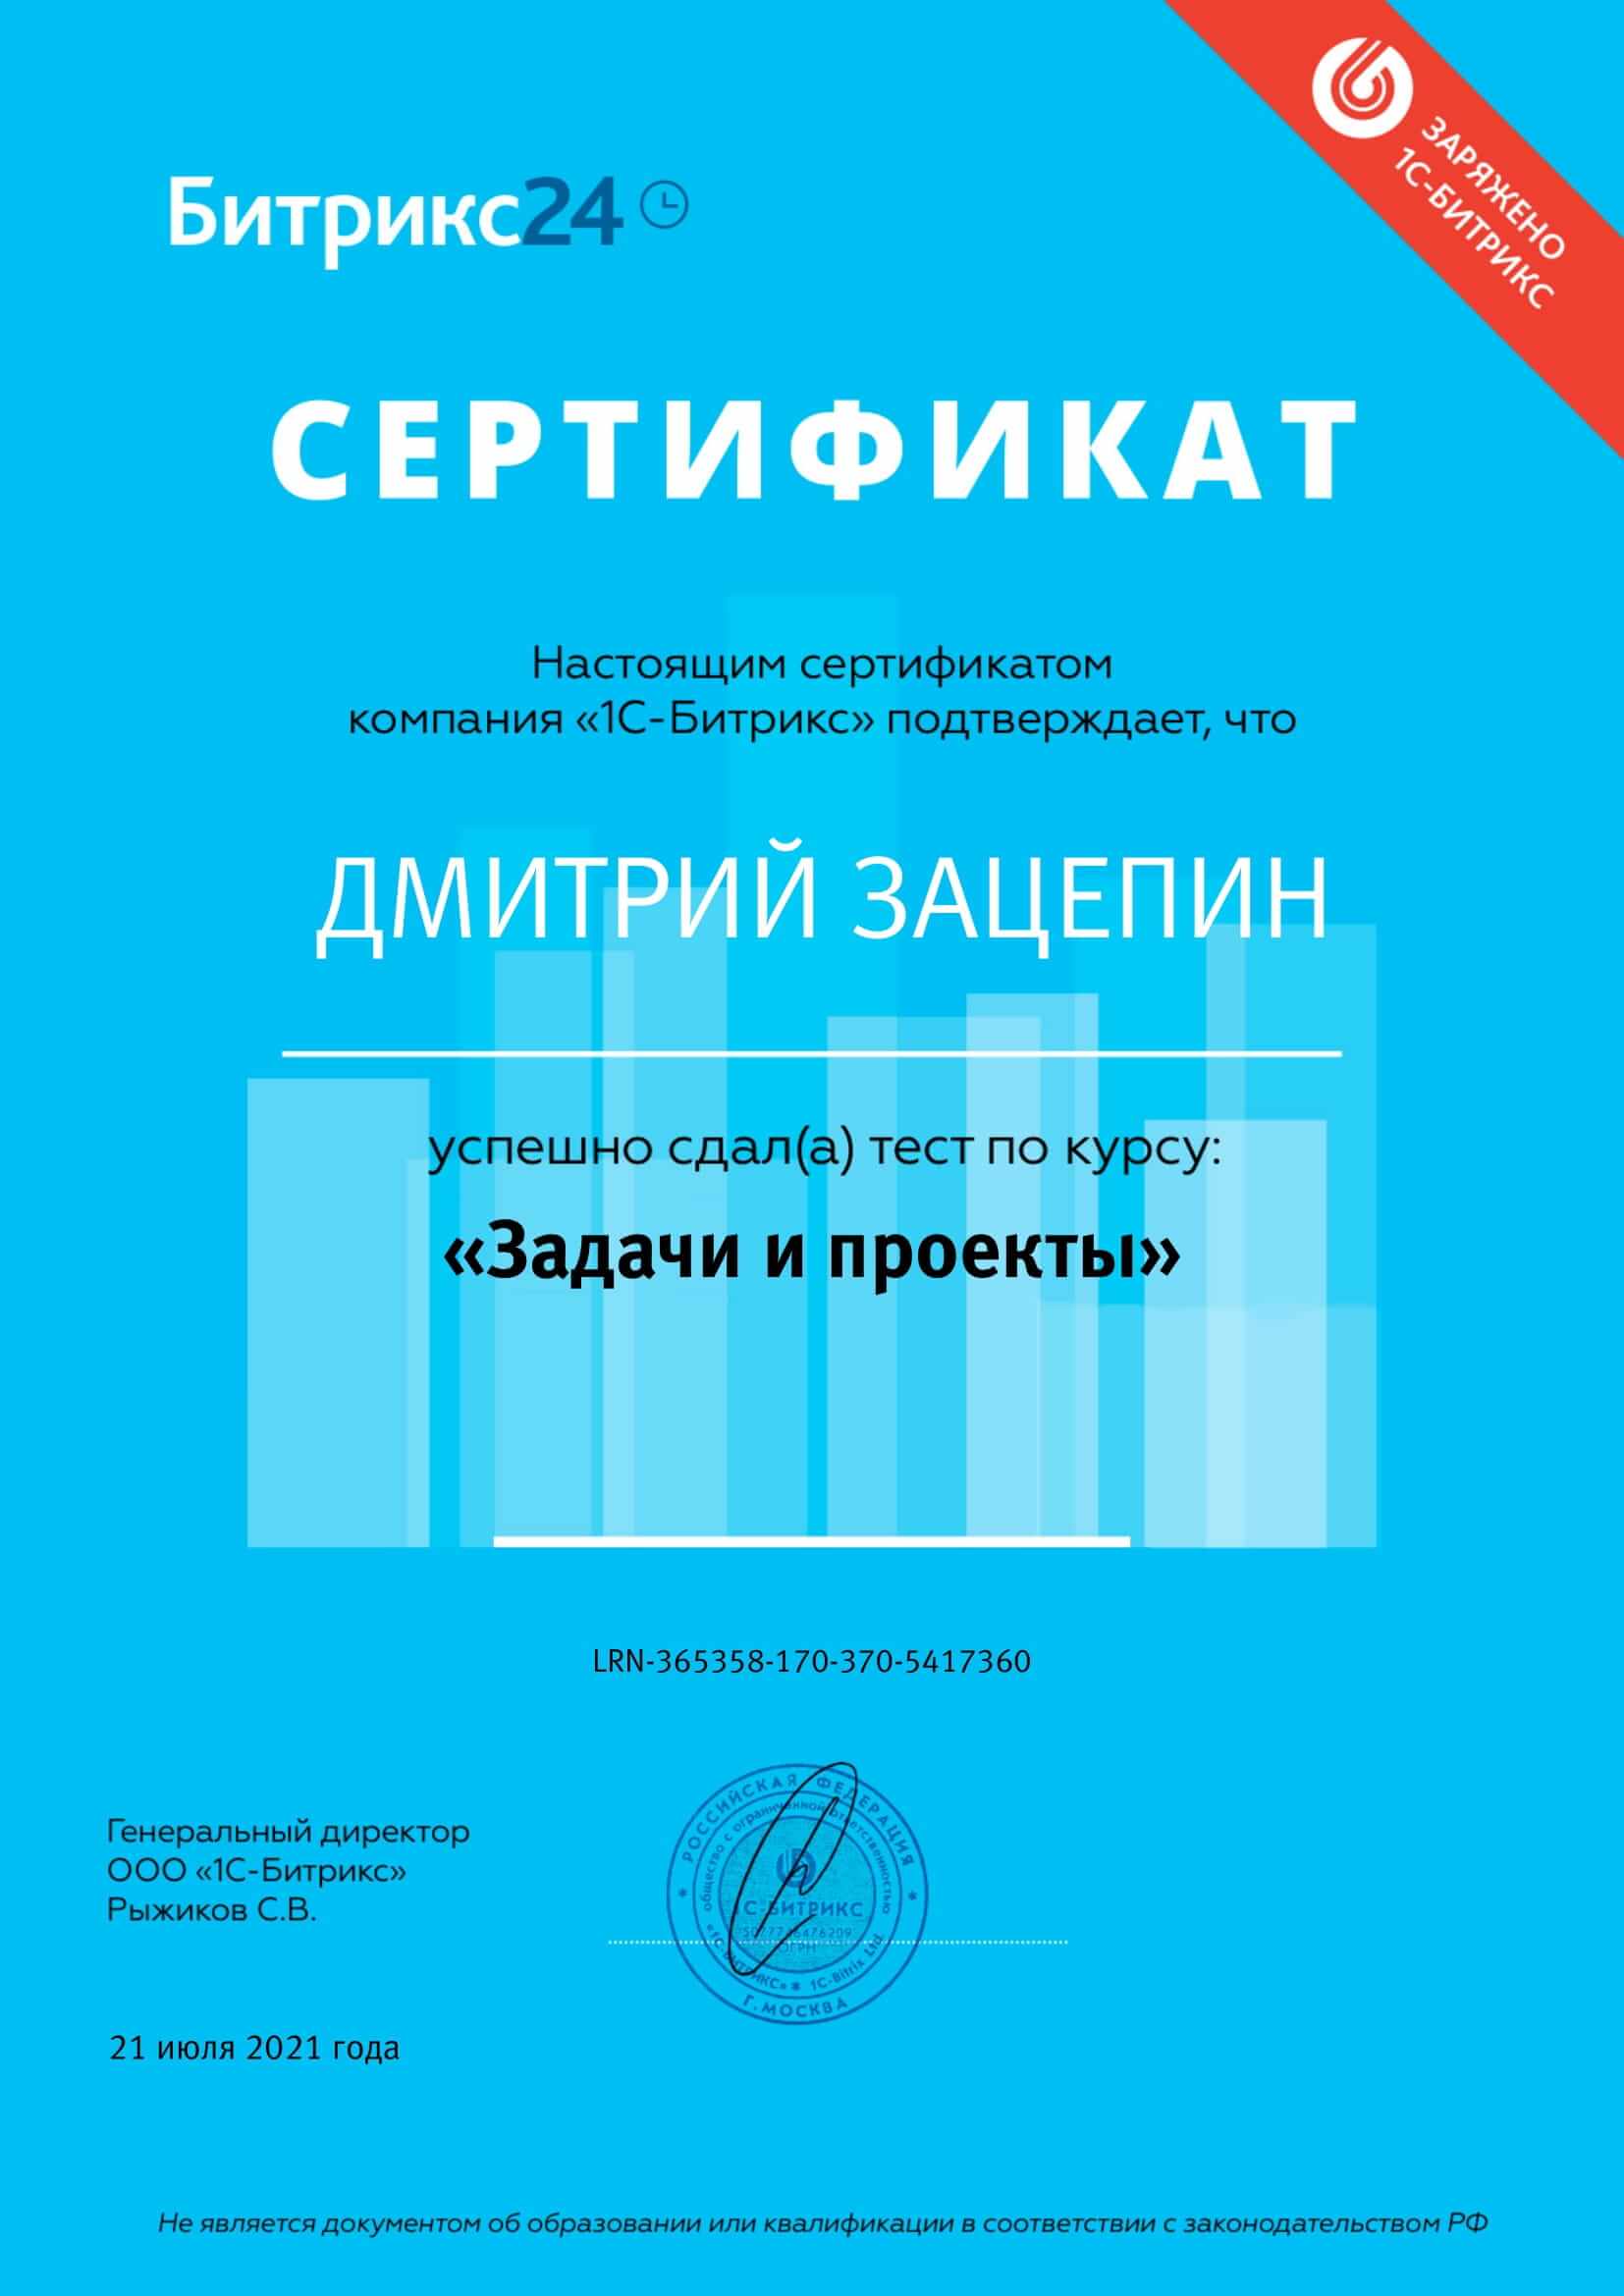 ЗАРЯЖЕНО
1С-БИТРИКС
Битрикс24
СЕРТИФИКАТ
Настоящим сертификатом
компания «1С-Битрикс» подтверждает, что
ДМИТРИЙ ЗАЦЕПИН
успешно сдал(а) тест по курсу:
«Задачи и проекты»
LRN-365358-170-370-5417360
Генеральный директор
ООО «1С-Битрикс»
Рыжиков С.В.
РОССИЙСКАЯ ФЕДЕРАЦИЯ
общество с ограниченной ответственностью
1С-БИТРИКС
ОГРН
«1С-БИТРИКС» * 1C-Bitrix Ltd.
Г. МОСКВА
21 июля 2021 года
Не является документом об образовании или квалификации в соответствии с законодательством РФ